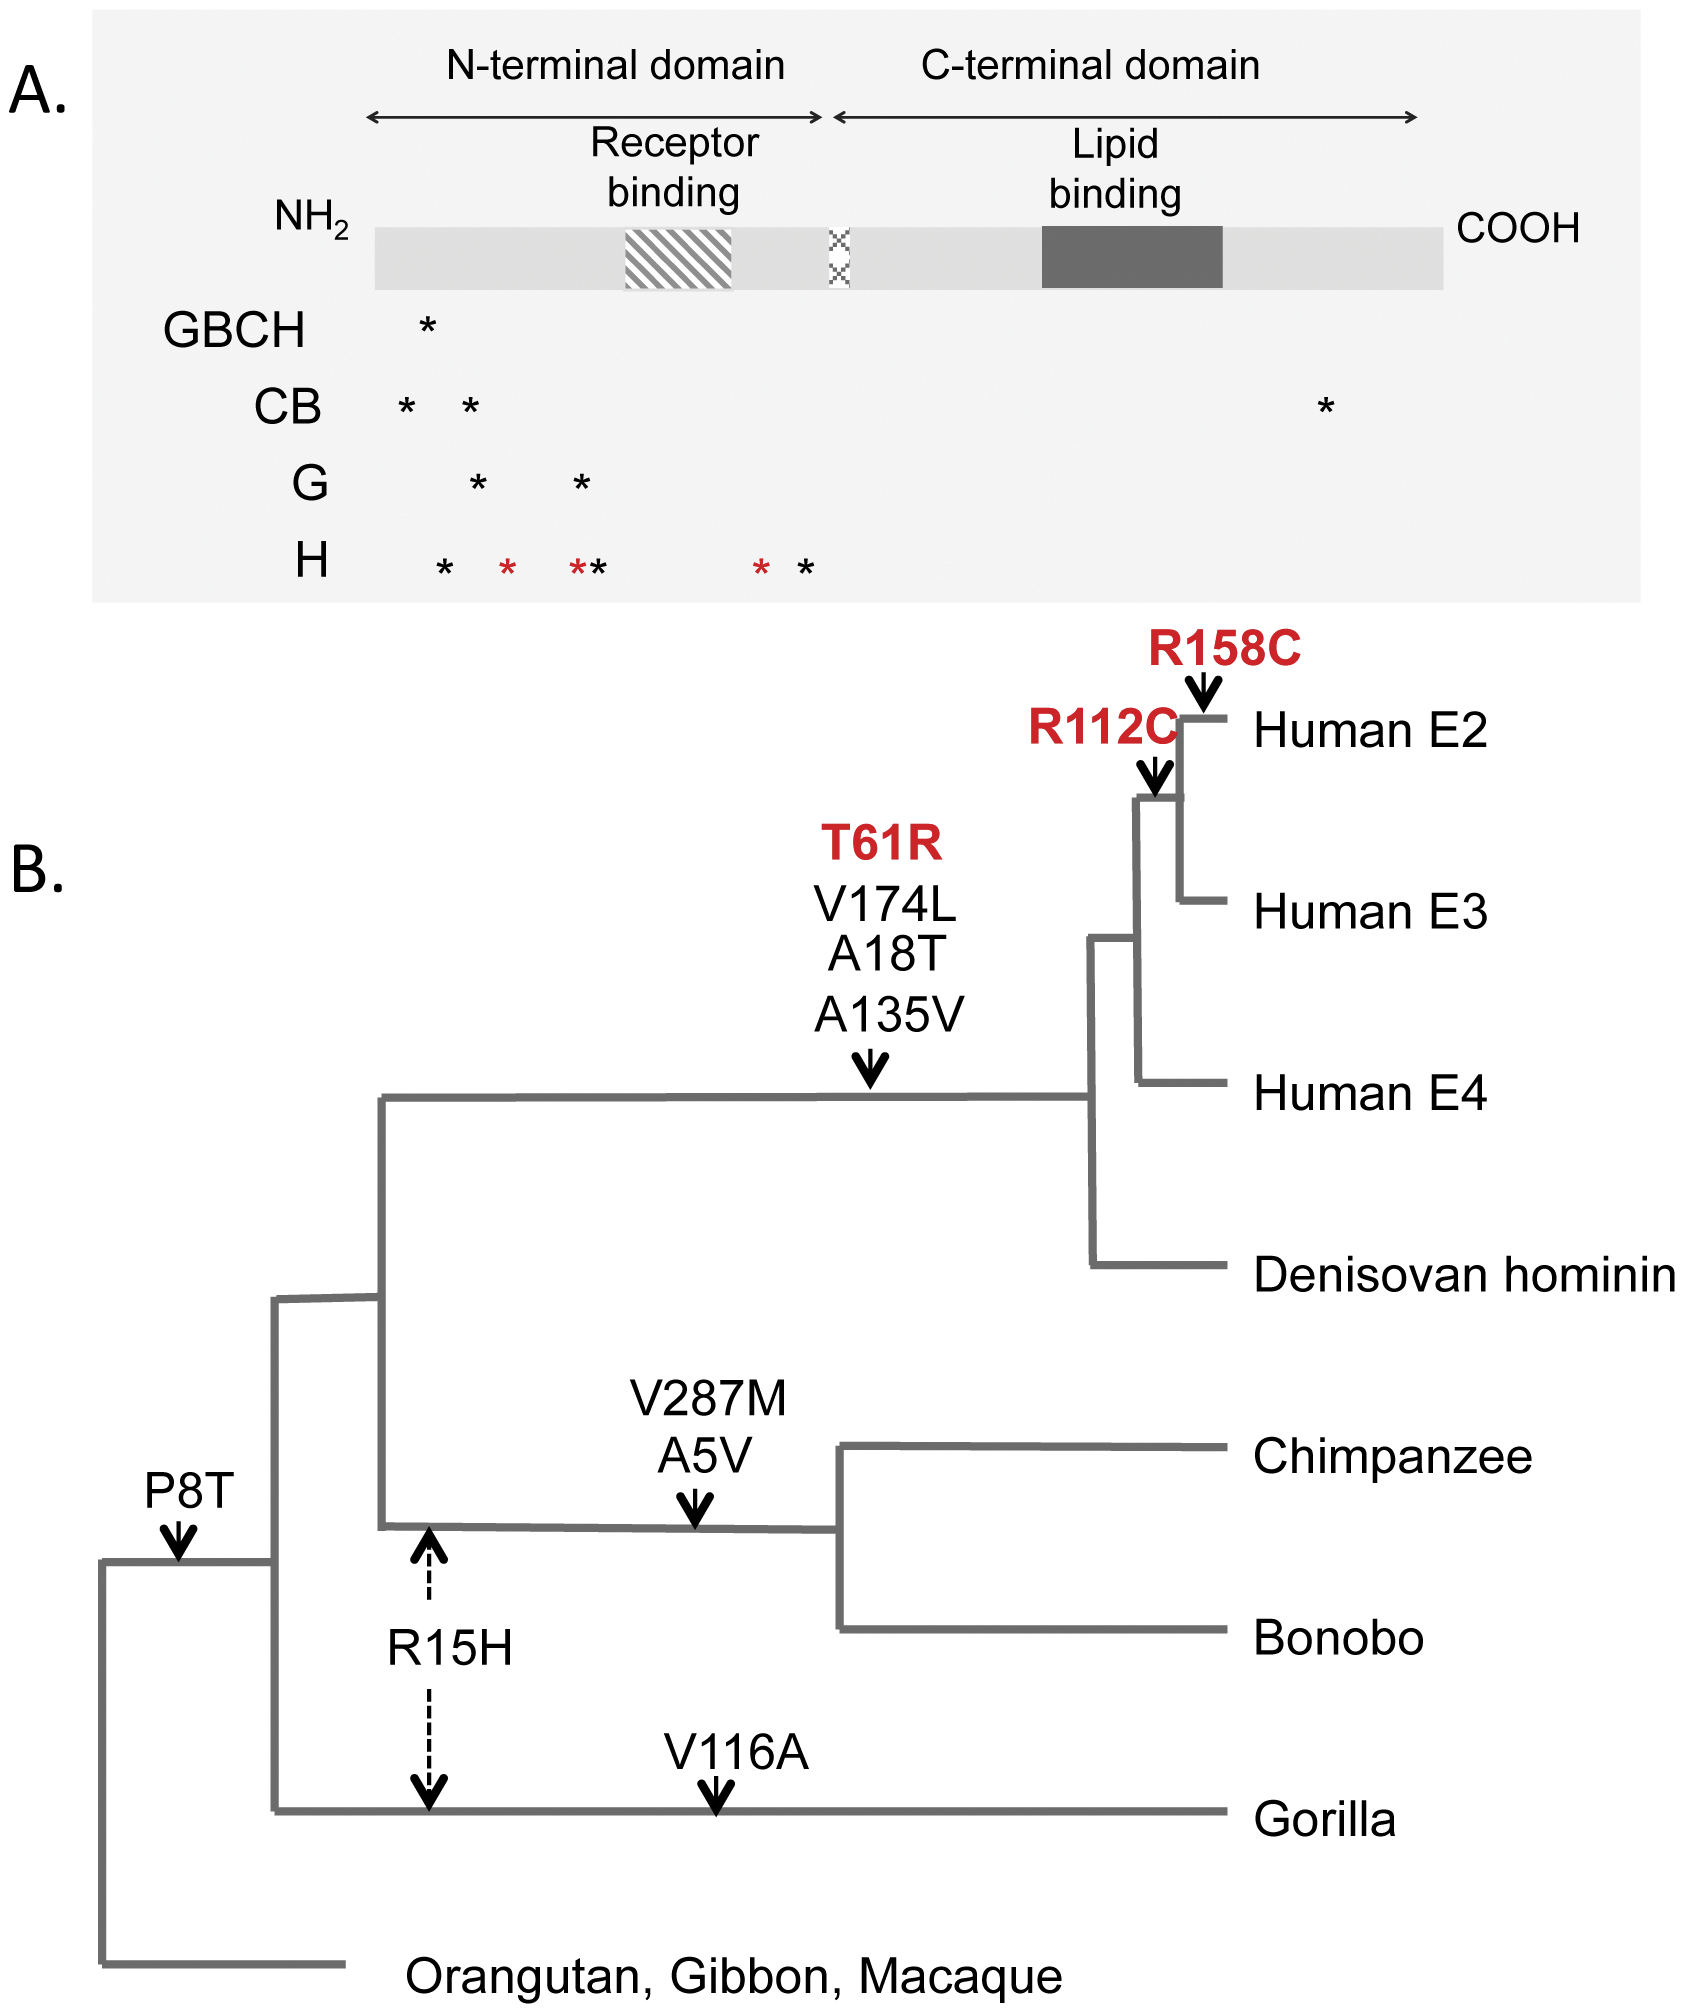 A.
N-terminal domain
C-terminal domain
Receptor
binding
Lipid
binding
NH2
COOH
GBCH *
CB * * *
G * *
H * * * * * *
B.
R158C
R112C
Human E2
T61R
V174L
A18T
A135V
Human E3
Human E4
Denisovan hominin
V287M
A5V
Chimpanzee
P8T
R15H
Bonobo
V116A
Gorilla
Orangutan, Gibbon, Macaque